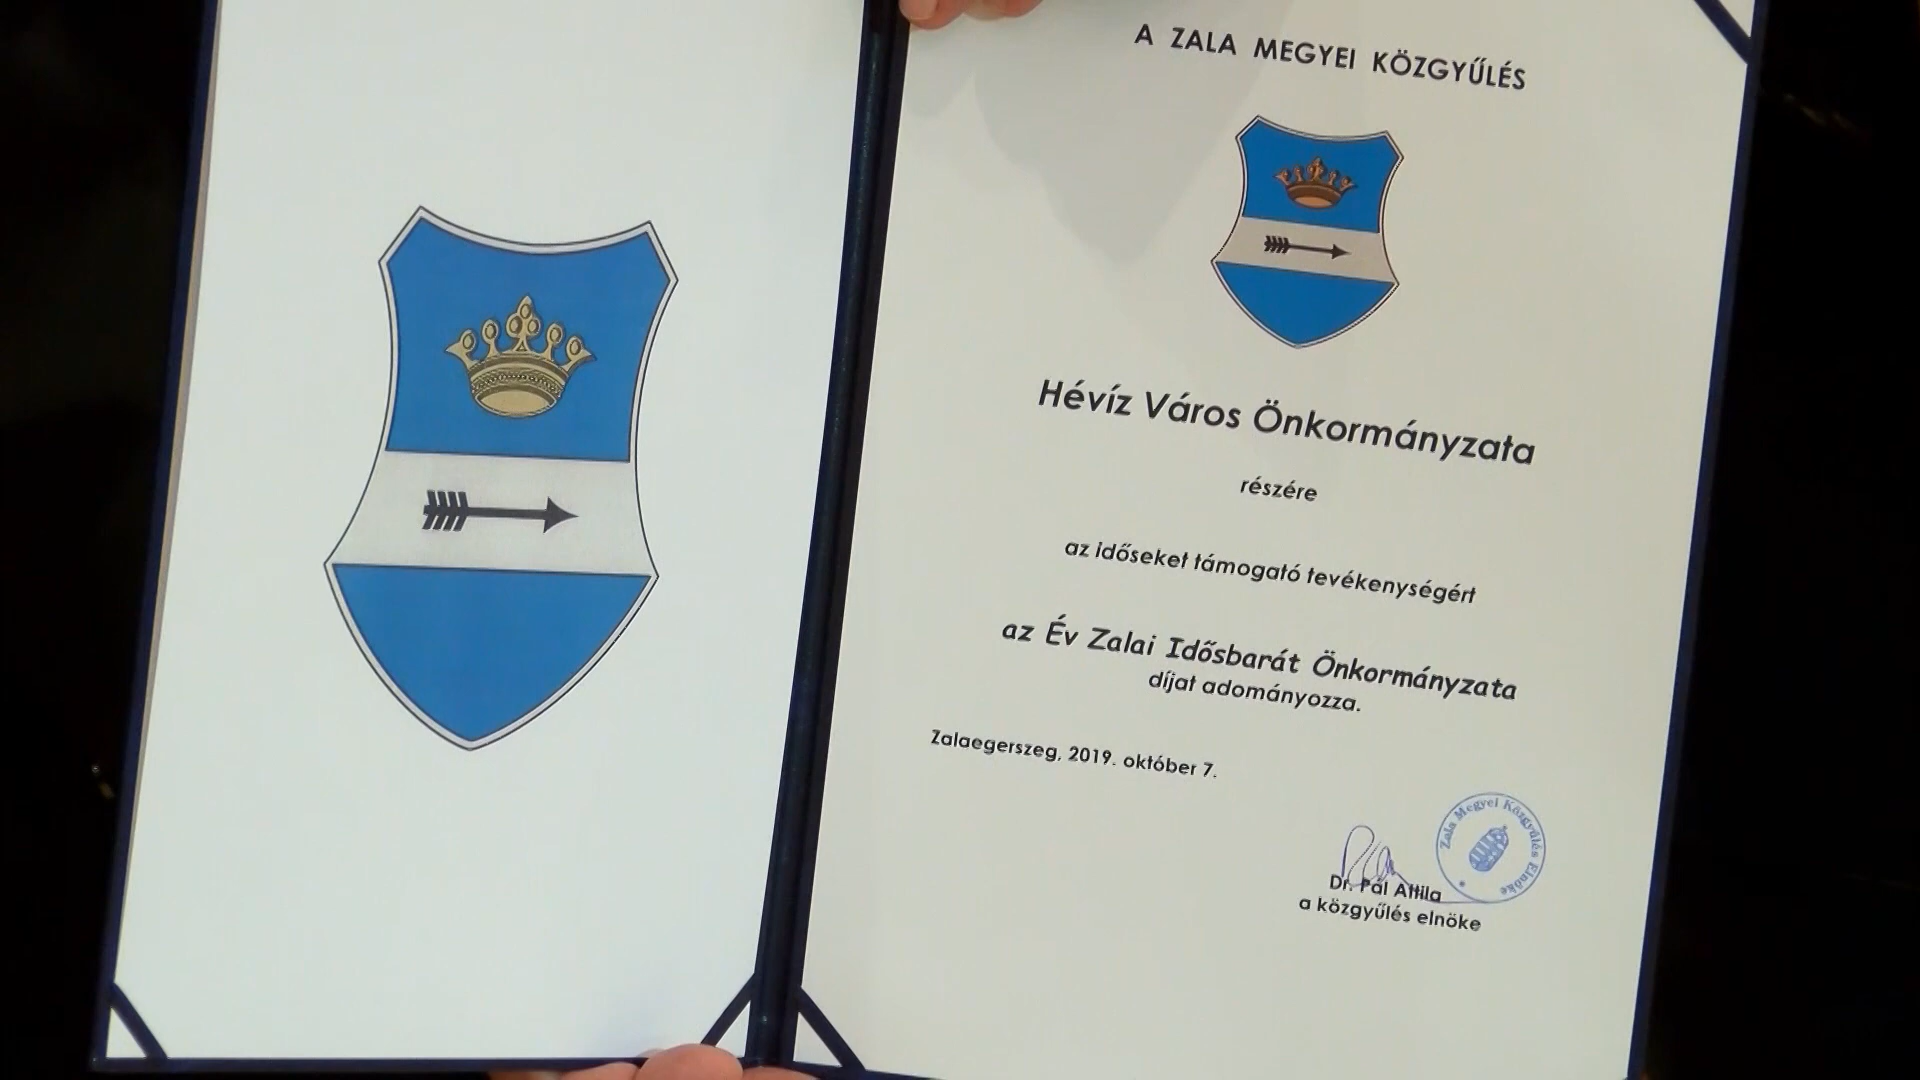 A ZALA MEGYEI KÖZGYŰLÉS
Hévíz Város Önkormányzata
részére
az időseket támogató tevékenységért
az Év Zalai Idősbarát Önkormányzata
díjat adományozza.
Zalaegerszeg, 2019. október 7.
Zala Megyei Közgyűlés Elnöke
Dr. Pál Attila
a közgyűlés elnöke